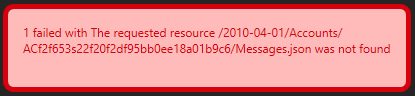 1 failed with The requested resource /2010-04-01/Accounts/
ACf2f653s22f20f2df95bb0ee18a01b9c6/Messages.json was not found